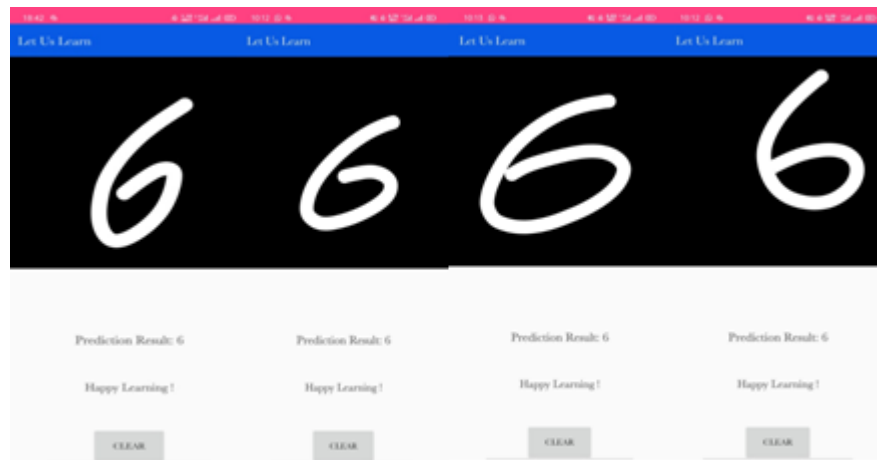 Let Us Learn Let Us Learn Let Us Learn Let Us Learn
6 6 6 6
Prediction Result: 6 Prediction Result: 6 Prediction Result: 6 Prediction Result: 6
Happy Learning ! Happy Learning ! Happy Learning ! Happy Learning !
CLEAR CLEAR CLEAR CLEAR